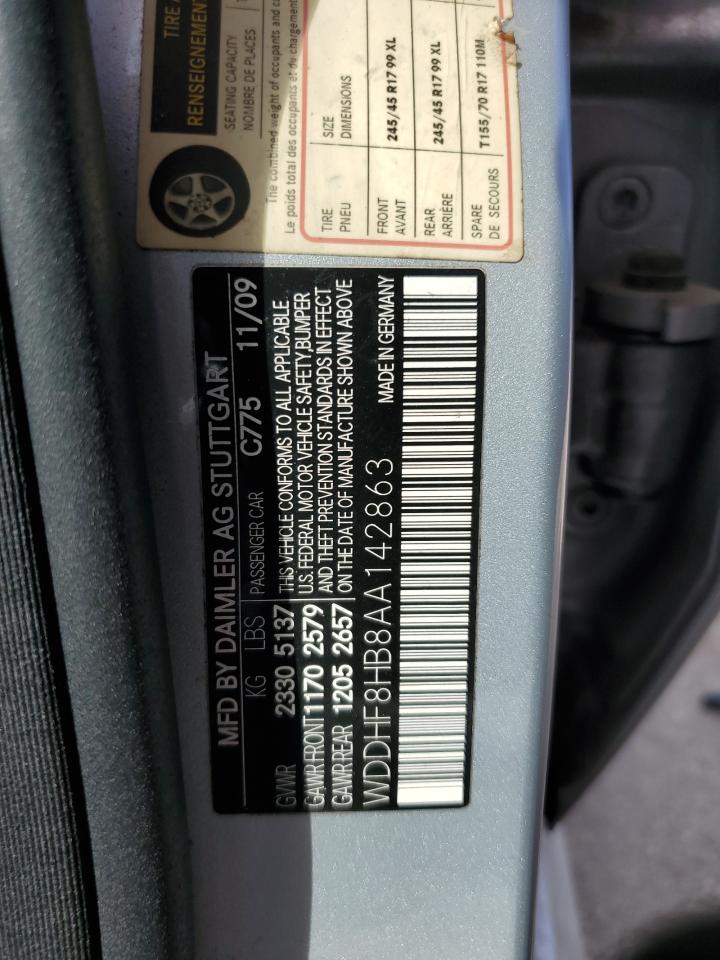 TIRE
RENSEIGNEMENT
SEATING CAPACITY
NOMBRE DE PLACES
The combined weight of occupants and
Le poids total des occupants et du chargement
TIRE SIZE
PNEU DIMENSIONS
FRONT 245/45 R17 99 XL
AVANT
REAR 245/45 R17 99 XL
ARRIÈRE
SPARE T155/70 R17 110M
DE SECOURS
MFD BY DAIMLER AG STUTTGART
KG LBS PASSENGER CAR C775 11/09
GVWR 2330 5137 THIS VEHICLE CONFORMS TO ALL APPLICABLE
GAWR FRONT 1170 2579 U.S. FEDERAL MOTOR VEHICLE SAFETY, BUMPER
GAWR REAR 1205 2657 AND THEFT PREVENTION STANDARDS IN EFFECT
ON THE DATE OF MANUFACTURE SHOWN ABOVE
WDDHF8HB8AA142863 MADE IN GERMANY